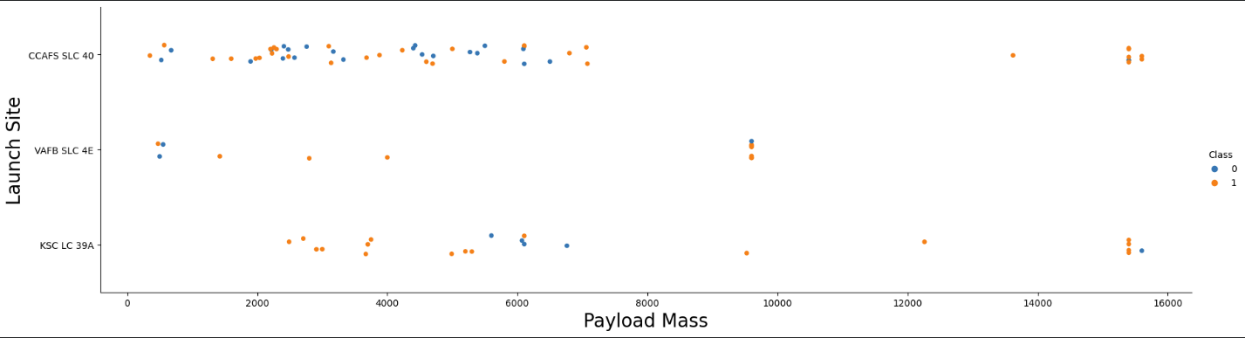 Launch Site
CCAFS SLC 40
VAFB SLC 4E
KSC LC 39A
0 2000 4000 6000 8000 10000 12000 14000 16000
Payload Mass
Class
0
1